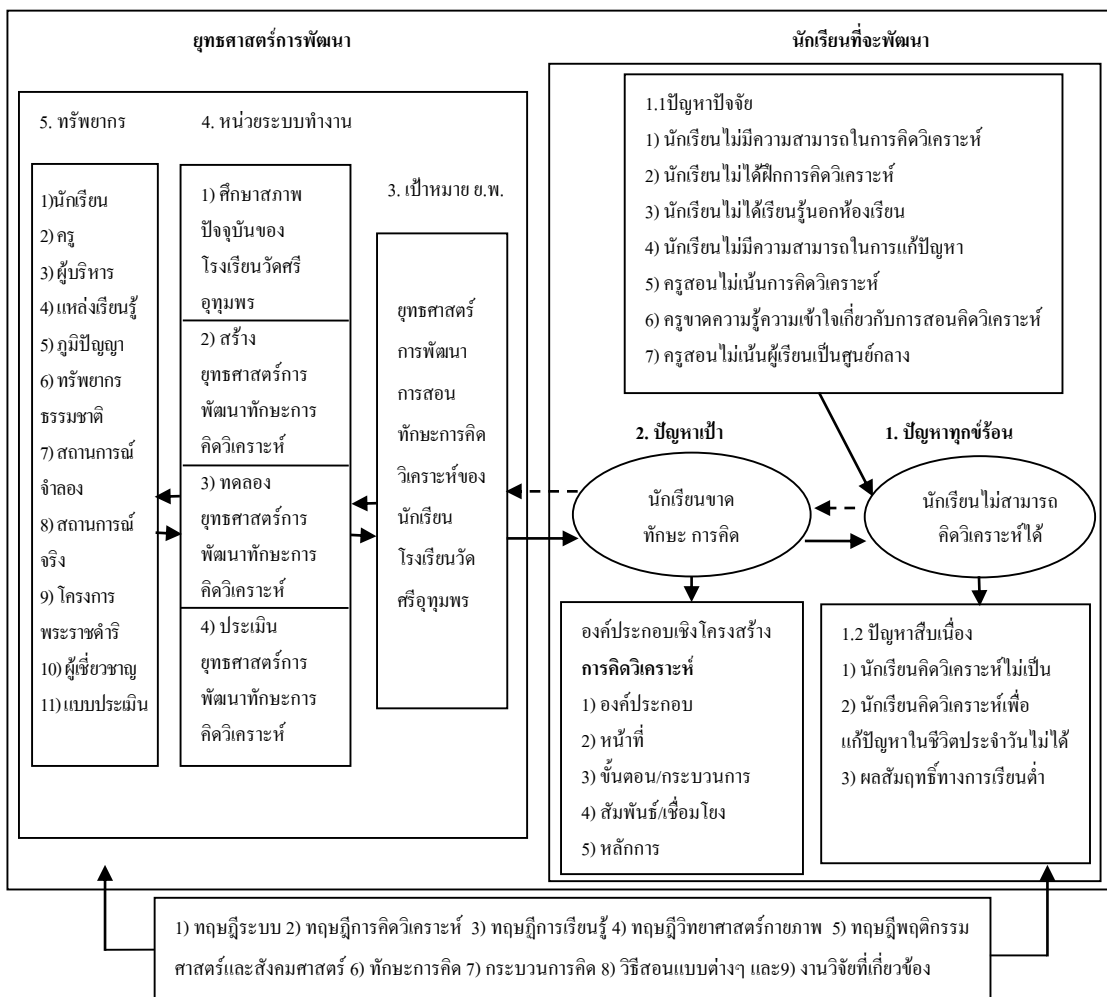 ยุทธศาสตร์การพัฒนา
5. ทรัพยากร
1)นักเรียน
2) ครู
3) ผู้บริหาร
4) แหล่งเรียนรู้
5) ภูมิปัญญา
6) ทรัพยากร
ธรรมชาติ
7) สถานการณ์
จำลอง
8) สถานการณ์
จริง
9) โครงการ
พระราชดำริ
10) ผู้เชี่ยวชาญ
11) แบบประเมิน
4. หน่วยระบบทำงาน
1) ศึกษาสภาพ
ปัจจุบันของ
โรงเรียนวัดศรี
อุทุมพร
2) สร้าง
ยุทธศาสตร์การ
พัฒนาทักษะการ
คิดวิเคราะห์
3) ทดลอง
ยุทธศาสตร์การ
พัฒนาทักษะการ
คิดวิเคราะห์
4) ประเมิน
ยุทธศาสตร์การ
พัฒนาทักษะการ
คิดวิเคราะห์
3. เป้าหมาย ย.พ.
ยุทธศาสตร์
การพัฒนา
การสอน
ทักษะการคิด
วิเคราะห์ของ
นักเรียน
โรงเรียนวัด
ศรีอุทุมพร
นักเรียนที่จะพัฒนา
1.1ปัญหาปัจจัย
1) นักเรียนไม่มีความสามารถในการคิดวิเคราะห์
2) นักเรียนไม่ได้ฝึกการคิดวิเคราะห์
3) นักเรียนไม่ได้เรียนรู้นอกห้องเรียน
4) นักเรียนไม่มีความสามารถในการแก้ปัญหา
5) ครูสอนไม่เน้นการคิดวิเคราะห์
6) ครูขาดความรู้ความเข้าใจเกี่ยวกับการสอนคิดวิเคราะห์
7) ครูสอนไม่เน้นผู้เรียนเป็นศูนย์กลาง
2. ปัญหาเป้า
นักเรียนขาด
ทักษะ การคิด
1. ปัญหาทุกข์ร้อน
นักเรียนไม่สามารถ
คิดวิเคราะห์ได้
องค์ประกอบเชิงโครงสร้าง
การคิดวิเคราะห์
1) องค์ประกอบ
2) หน้าที่
3) ขั้นตอน/กระบวนการ
4) สัมพันธ์/เชื่อมโยง
5) หลักการ
1.2 ปัญหาสืบเนื่อง
1) นักเรียนคิดวิเคราะห์ไม่เป็น
2) นักเรียนคิดวิเคราะห์เพื่อ
แก้ปัญหาในชีวิตประจำวันไม่ได้
3) ผลสัมฤทธิ์ทางการเรียนต่ำ
1) ทฤษฎีระบบ 2) ทฤษฎีการคิดวิเคราะห์ 3) ทฤษฎีการเรียนรู้ 4) ทฤษฎีวิทยาศาสตร์กายภาพ 5) ทฤษฎีพฤติกรรม
ศาสตร์และสังคมศาสตร์ 6) ทักษะการคิด 7) กระบวนการคิด 8) วิธีสอนแบบต่างๆ และ9) งานวิจัยที่เกี่ยวข้อง